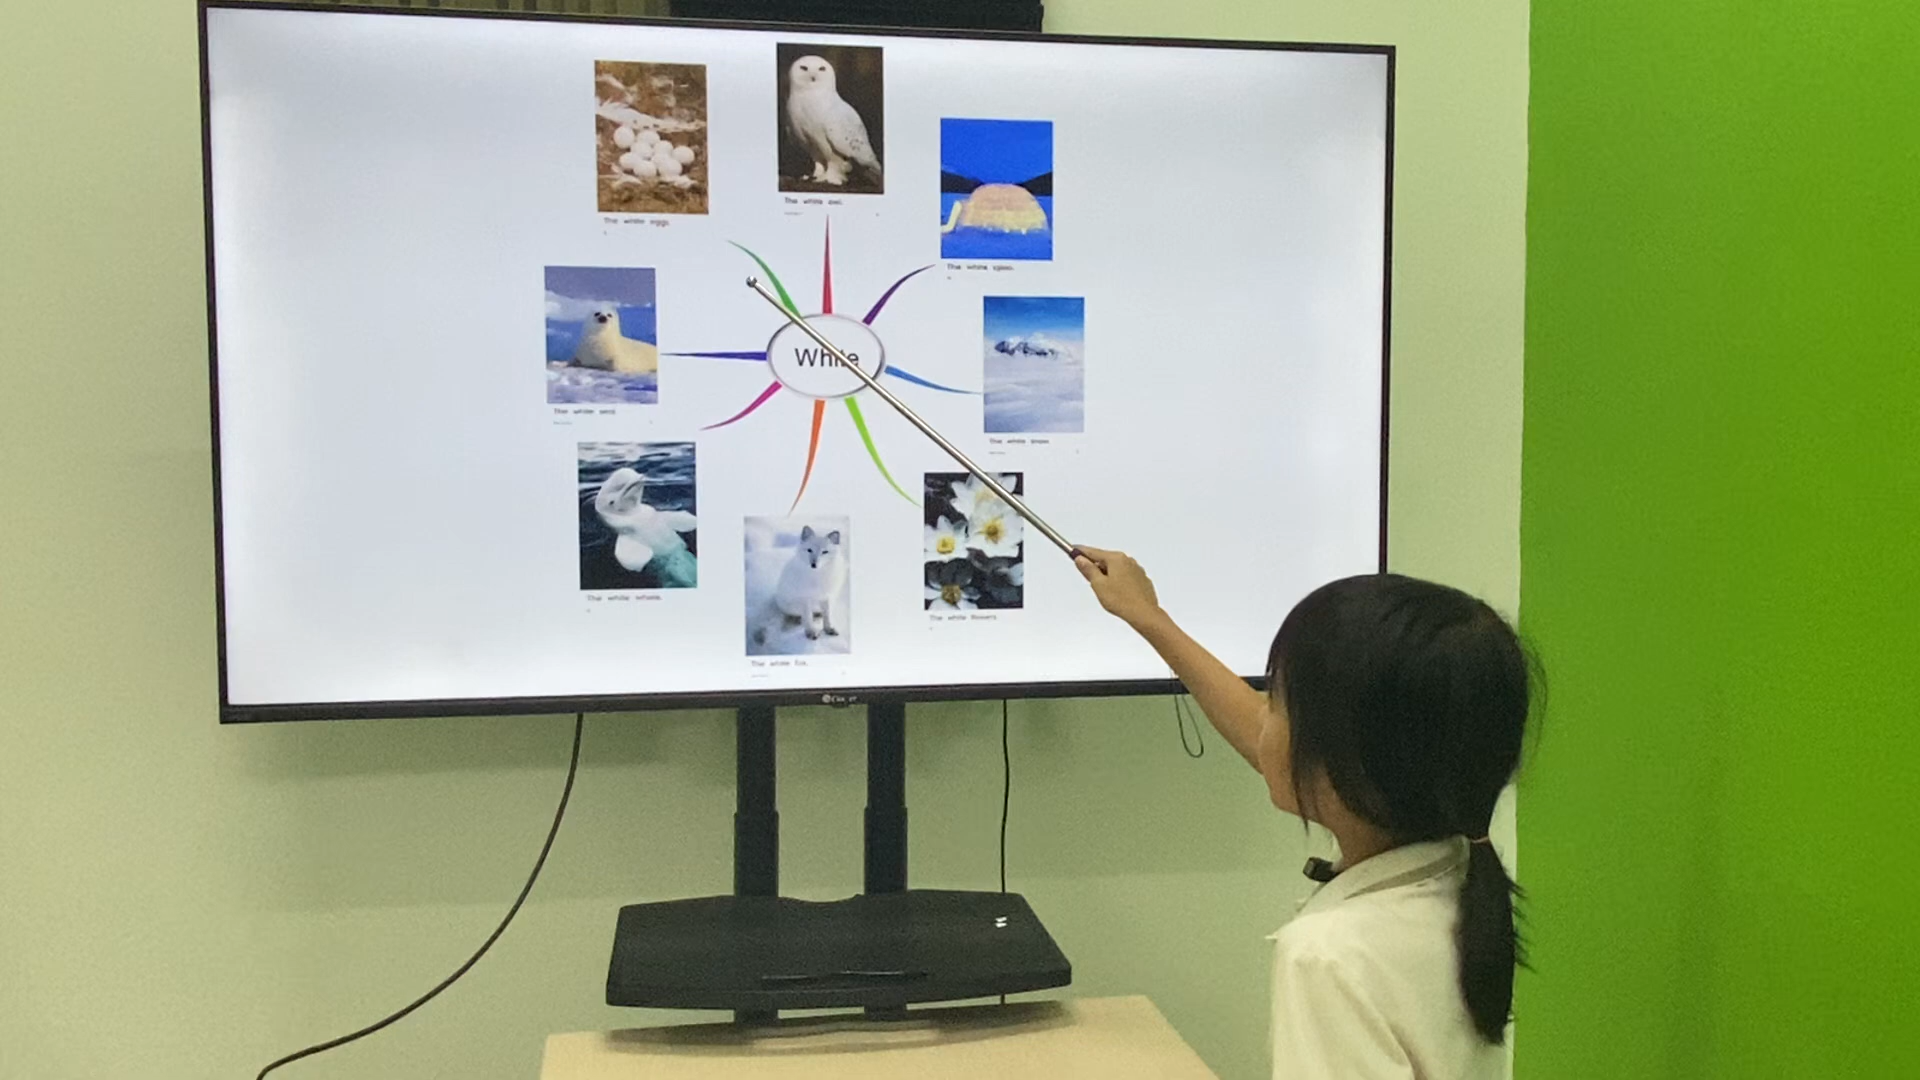 The white owl.
The white eggs.
The white igloo.
White
The white seal.
The white snow.
The white whale.
The white flowers.
The white fox.